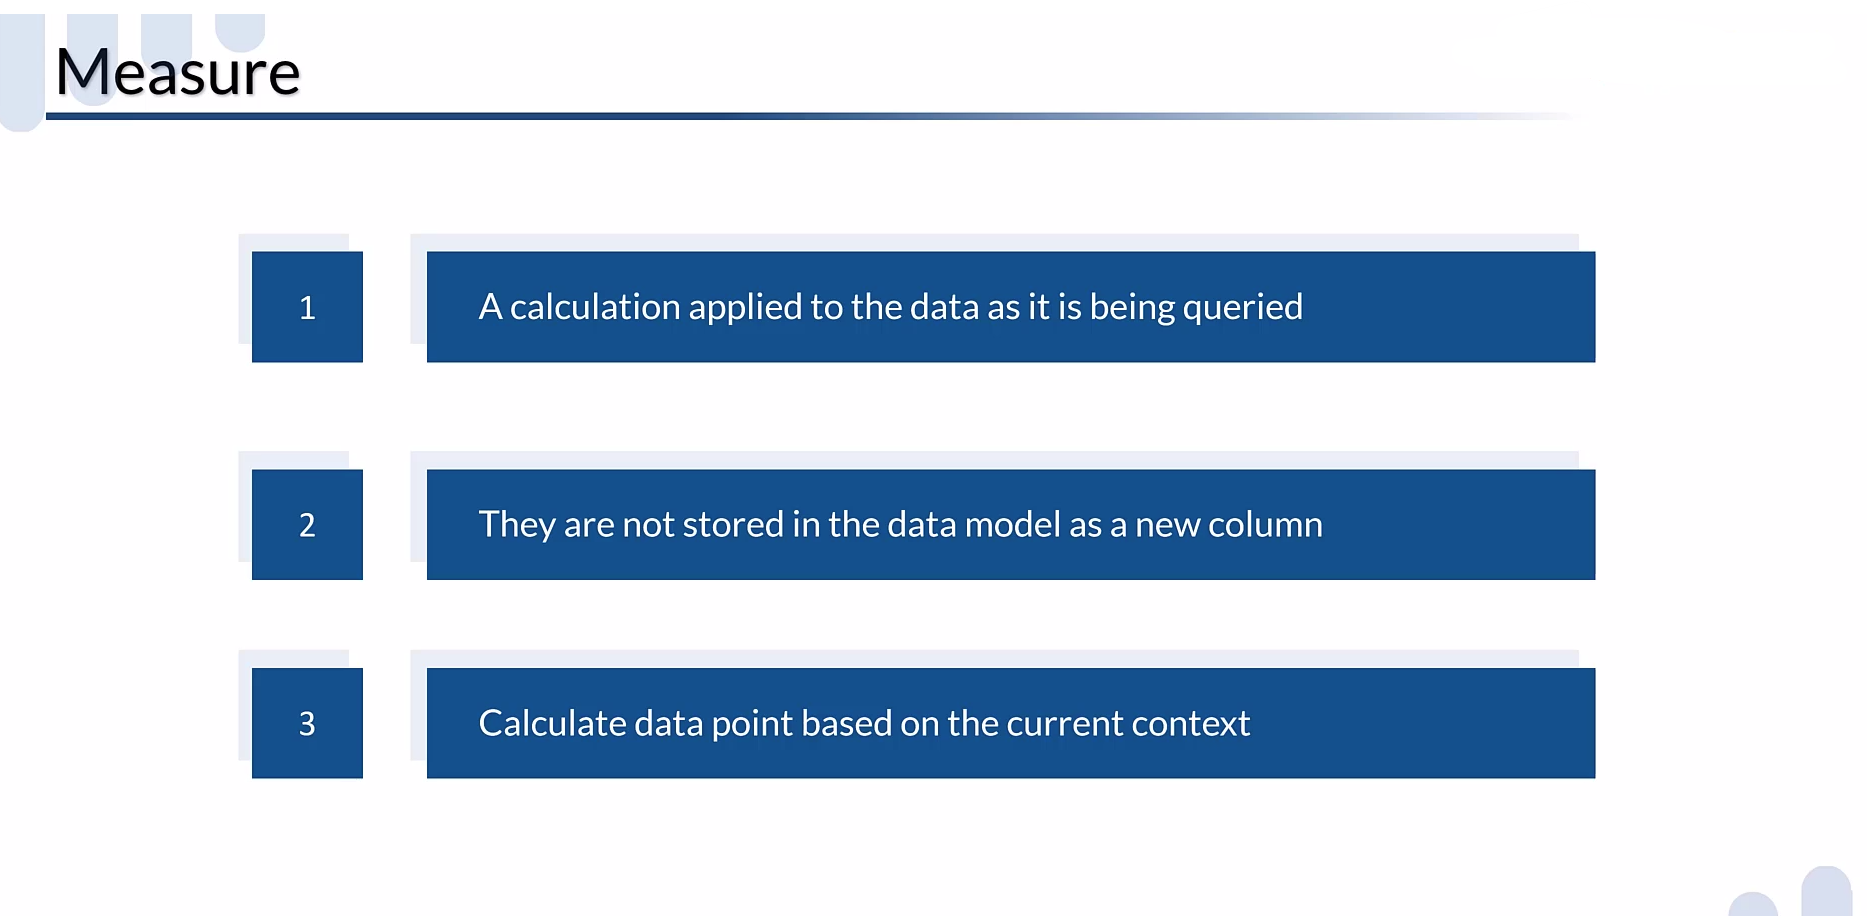 Measure
1
A calculation applied to the data as it is being queried
2
They are not stored in the data model as a new column
3
Calculate data point based on the current context